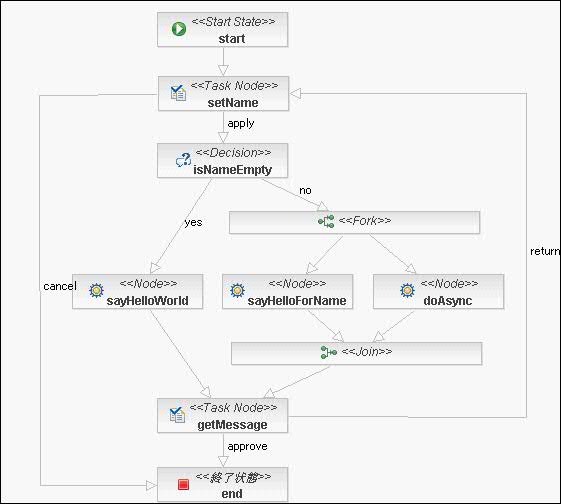 <<Start State>>
start
<<Task Node>>
setName
apply
<<Decision>>
isNameEmpty
no
yes
<<Fork>>
return
cancel
<<Node>>
sayHelloWorld
<<Node>>
sayHelloForName
<<Node>>
doAsync
<<Join>>
<<Task Node>>
getMessage
approve
<<終了状態>>
end